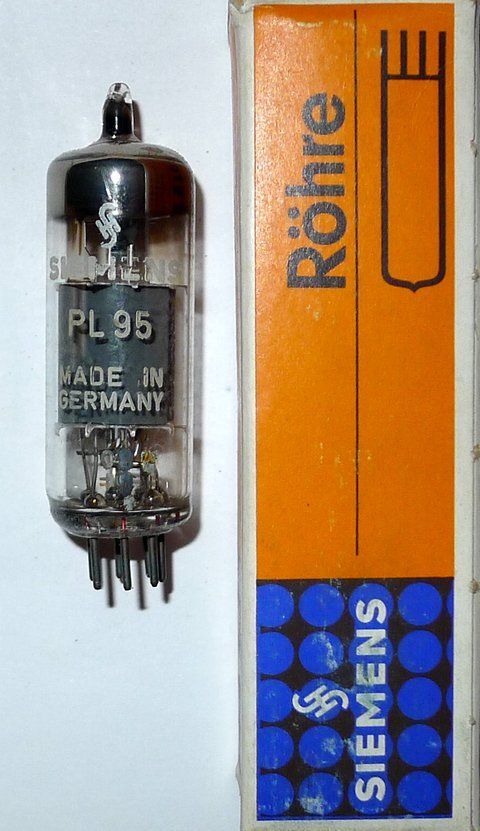 SIEMENS
PL 95
MADE IN
GERMANY
Röhre
SIEMENS